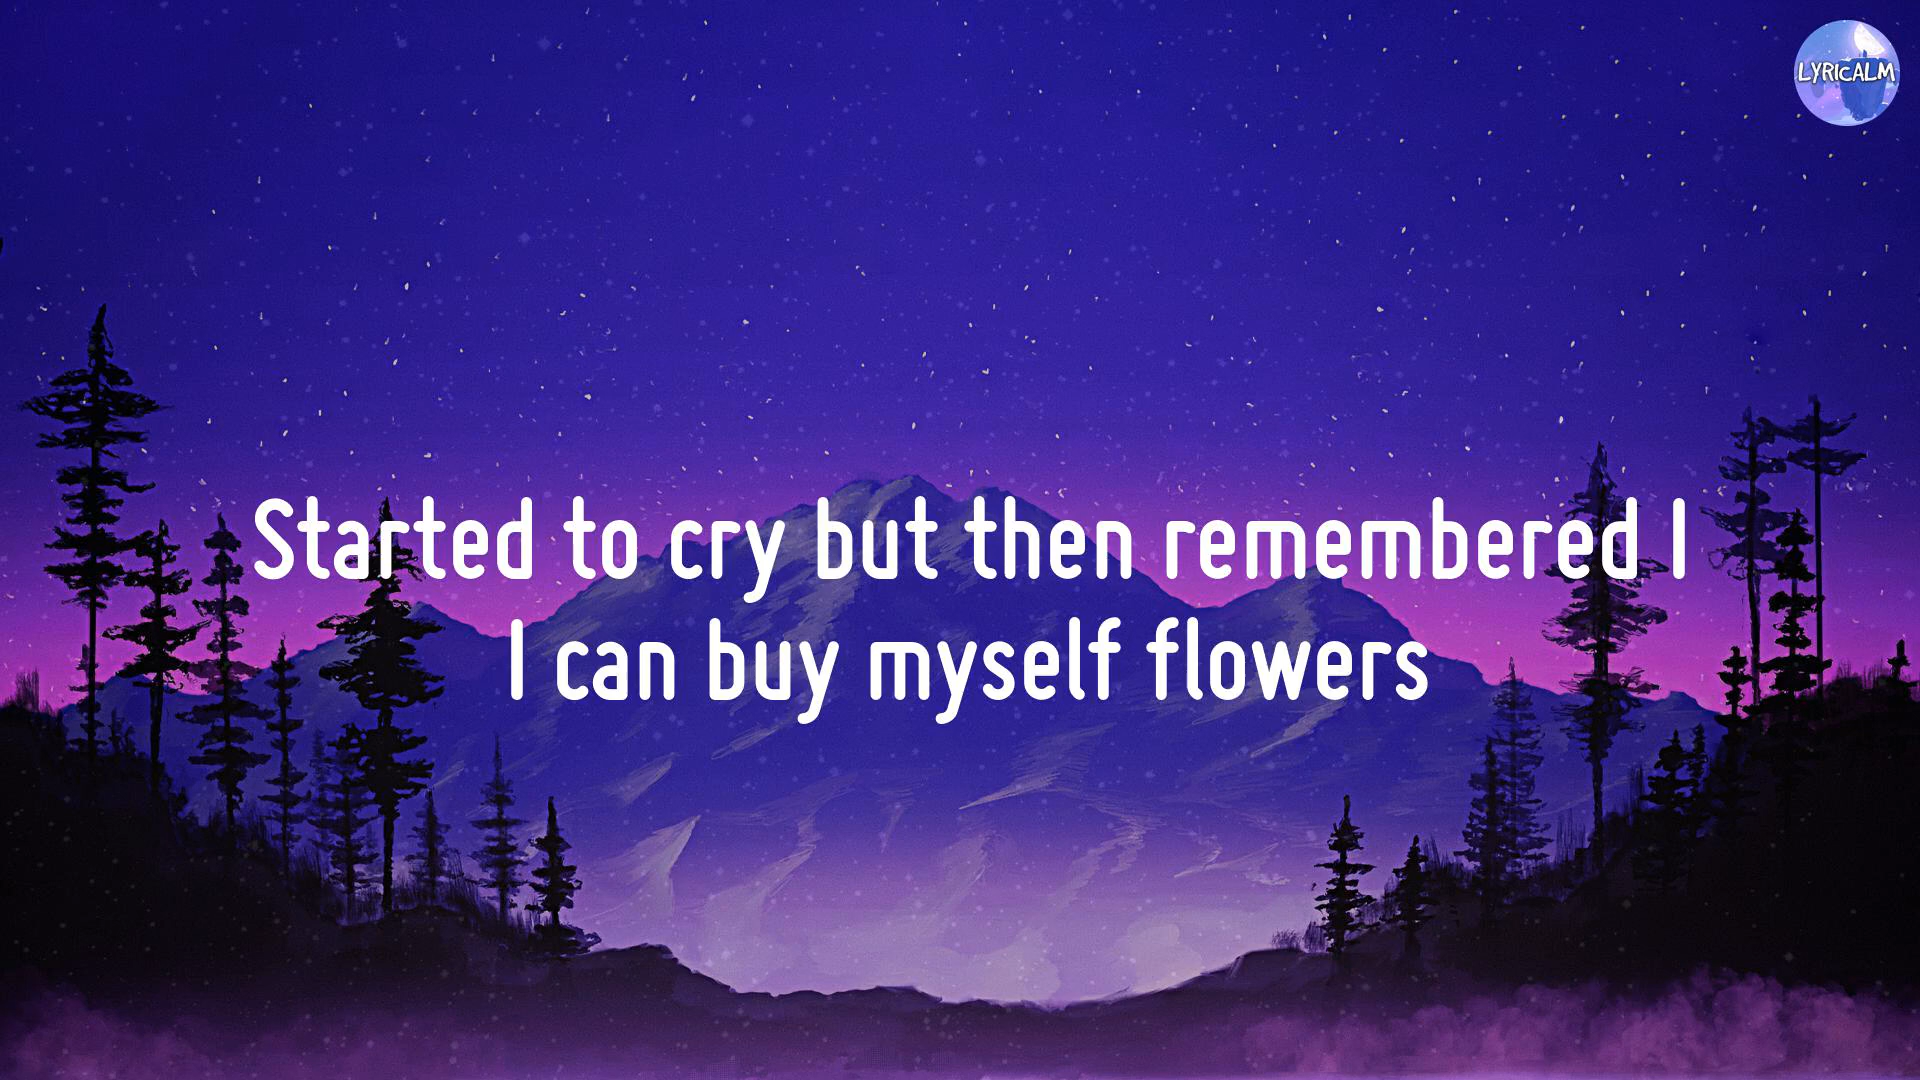 LYRICALM
Started to cry but then remembered I
I can buy myself flowers